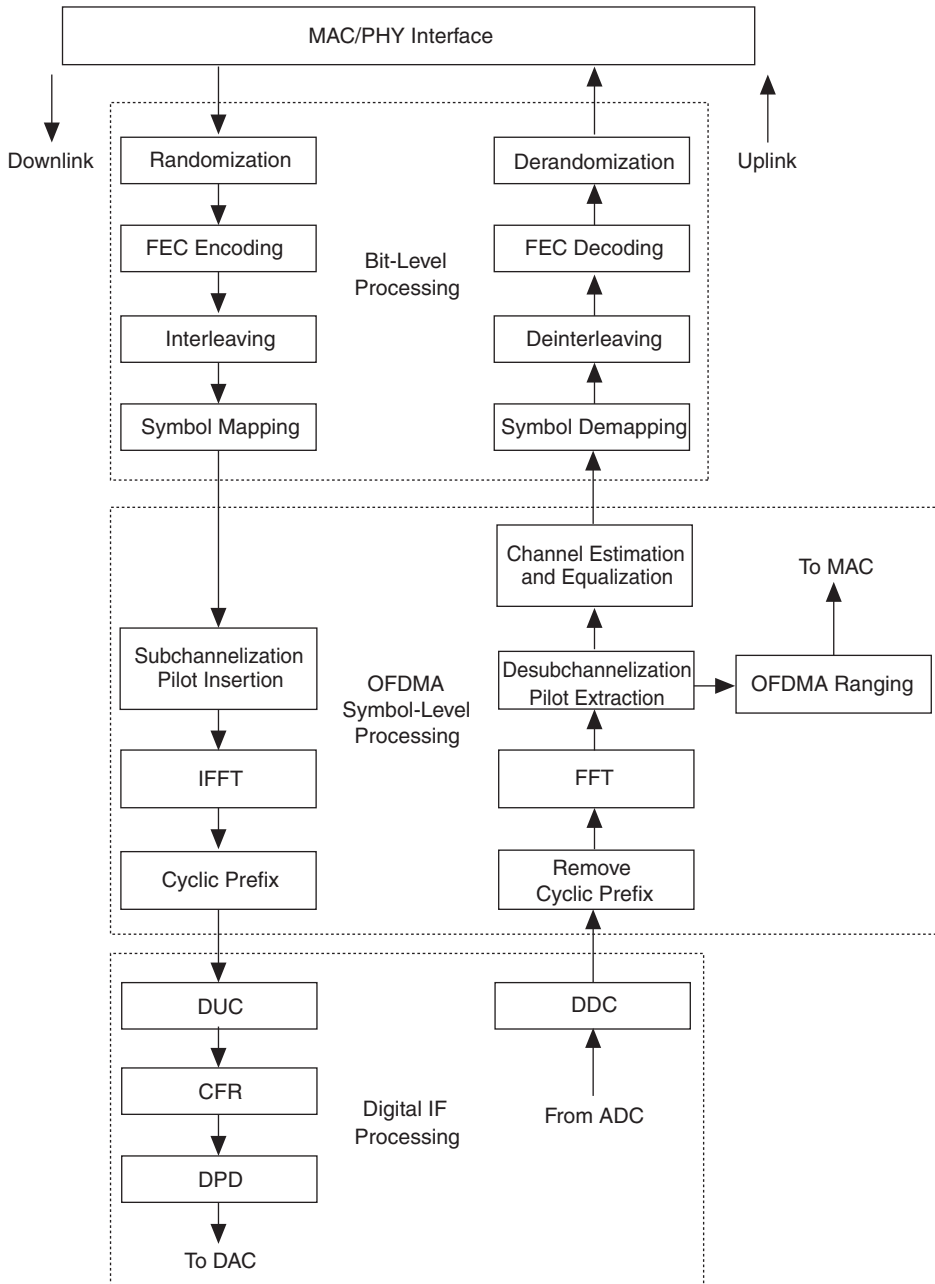 MAC/PHY Interface
Downlink
Uplink
Randomization
Derandomization
FEC Encoding
FEC Decoding
Bit-Level
Processing
Interleaving
Deinterleaving
Symbol Mapping
Symbol Demapping
Channel Estimation
and Equalization
To MAC
Subchannelization
Pilot Insertion
OFDMA
Symbol-Level
Processing
Desubchannelization
Pilot Extraction
OFDMA Ranging
IFFT
FFT
Cyclic Prefix
Remove
Cyclic Prefix
DUC
DDC
CFR
Digital IF
Processing
From ADC
DPD
To DAC